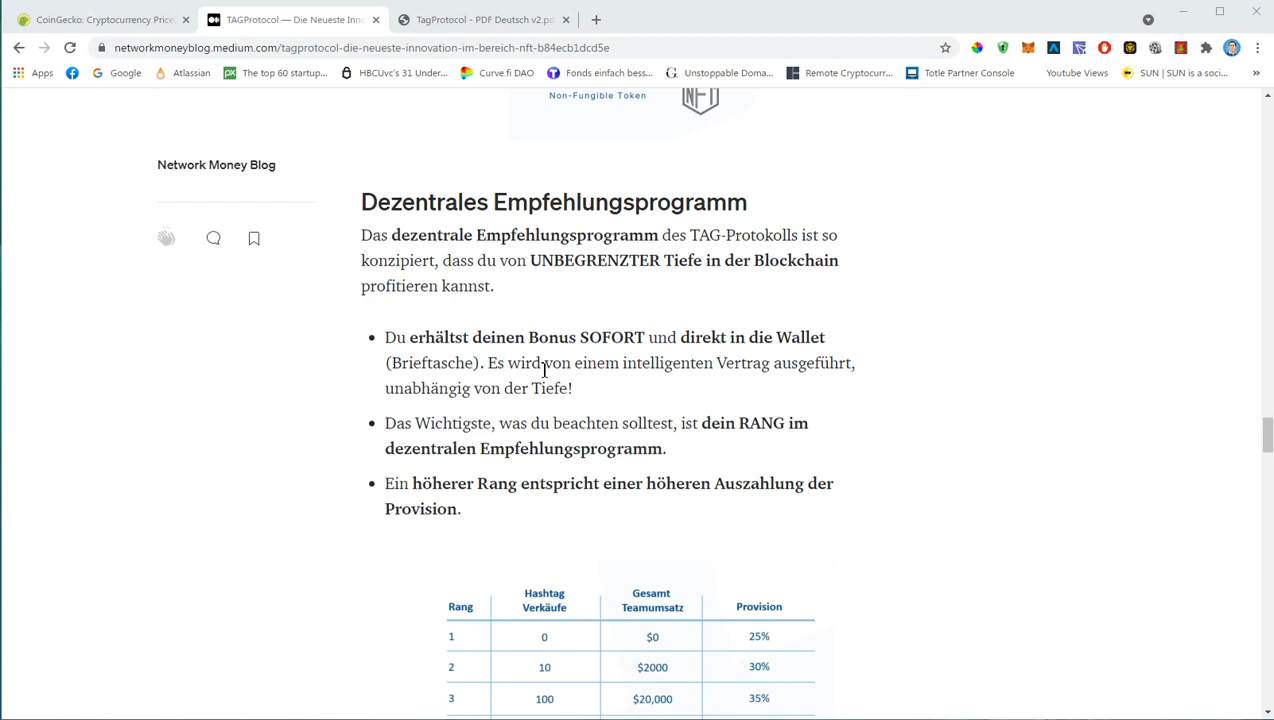 CoinGecko: Cryptocurrency Price
TAGProtocol — Die Neueste Inno
TagProtocol - PDF Deutsch v2.pd
networkmoneyblog.medium.com/tagprotocol-die-neueste-innovation-im-bereich-nft-b84ecb1dcd5e
Apps
Google
Atlassian
The top 60 startup...
HBCUvc's 31 Under...
Curve.fi DAO
Fonds einfach bess...
Unstoppable Doma...
Remote Cryptocurr...
Totle Partner Console
Youtube Views
SUN | SUN is a soci...
»
Non-Fungible Token
NFT
Network Money Blog
Dezentrales Empfehlungsprogramm
Das dezentrale Empfehlungsprogramm des TAG-Protokolls ist so
konzipiert, dass du von UNBEGRENZTER Tiefe in der Blockchain
profitieren kannst.
• Du erhältst deinen Bonus SOFORT und direkt in die Wallet
(Brieftasche). Es wird von einem intelligenten Vertrag ausgeführt,
unabhängig von der Tiefe!
• Das Wichtigste, was du beachten solltest, ist dein RANG im
dezentralen Empfehlungsprogramm.
• Ein höherer Rang entspricht einer höheren Auszahlung der
Provision.
Rang Hashtag Verkäufe Gesamt Teamumsatz Provision
1 0 $0 25%
2 10 $2000 30%
3 100 $20,000 35%